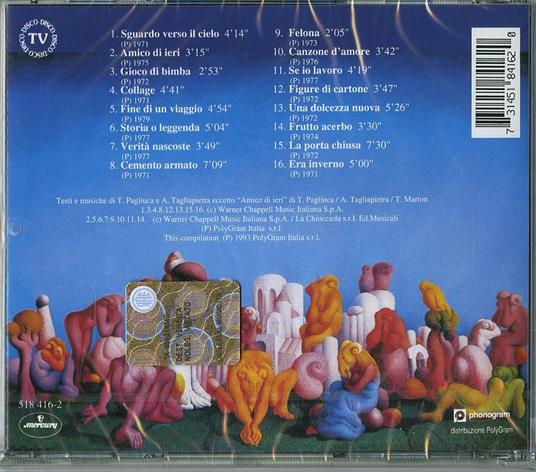 DISCO DISCO DISCO DISCO
TV
1. Sguardo verso il cielo 4'14"
(P) 1971
2. Amico di ieri 3'15"
(P) 1975
3. Gioco di bimba 2'53"
(P) 1972
4. Collage 4'41"
(P) 1971
5. Fine di un viaggio 4'54"
(P) 1979
6. Storia o leggenda 5'04"
(P) 1977
7. Verità nascoste 3'49"
(P) 1977
8. Cemento armato 7'09"
(P) 1971
9. Felona 2'05"
(P) 1973
10. Canzone d'amore 3'42"
(P) 1976
11. Se io lavoro 4'19"
(P) 1977
12. Figure di cartone 3'47"
(P) 1972
13. Una dolcezza nuova 5'26"
(P) 1972
14. Frutto acerbo 3'30"
(P) 1974
15. La porta chiusa 7'30"
(P) 1972
16. Era inverno 5'00"
(P) 1971
7 31451 84162 0
Testi e musiche di T. Pagliuca e A. Tagliapietra eccetto "Amico di ieri" di T. Pagliuca / A. Tagliapietra / T. Marton
1.3.4.8.12.13.15.16. (c) Warner Chappell Music Italiana S.p.A.
2.5.6.7.9.10.11.14. (c) Warner Chappell Music Italiana S.p.A. / La Chiocciola s.r.l. Ed.Musicali
(P) PolyGram Italia s.r.l.
This compilation (P) 1993 PolyGram Italia s.r.l.
518 416-2
mercury
phonogram
distribuzione PolyGram